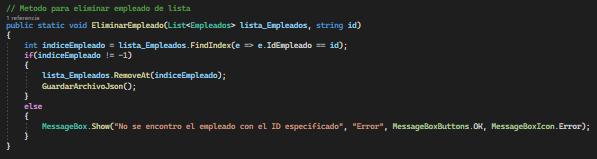 // Metodo para eliminar empleado de lista
1 referencia
public static void EliminarEmpleado(List<Empleados> lista_Empleados, string id)
{
int indiceEmpleado = lista_Empleados.FindIndex(e => e.IdEmpleado == id);
if(indiceEmpleado != -1)
{
lista_Empleados.RemoveAt(indiceEmpleado);
GuardarArchivoJson();
}
else
{
MessageBox.Show("No se encontro el empleado con el ID especificado", "Error", MessageBoxButtons.OK, MessageBoxIcon.Error);
}
}